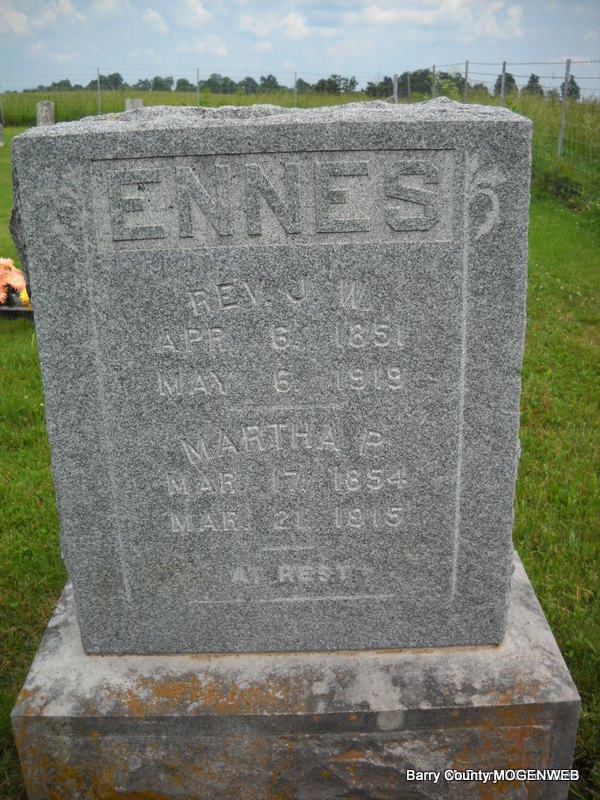 ENNES
REV. J. W.
APR. 6. 1851
MAY 6. 1919
MARTHA P.
MAR. 17. 1854
MAR. 21. 1915
AT REST
Barry County MOGENWEB